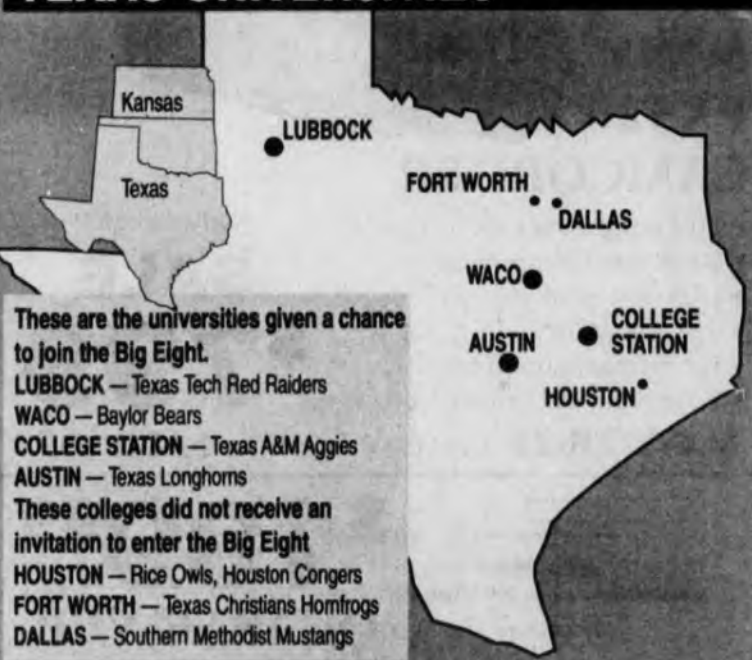 Kansas
Texas
LUBBOCK
FORT WORTH
DALLAS
WACO
AUSTIN
COLLEGE
STATION
HOUSTON
These are the universities given a chance
to join the Big Eight.
LUBBOCK — Texas Tech Red Raiders
WACO — Baylor Bears
COLLEGE STATION — Texas A&M Aggies
AUSTIN — Texas Longhorns
These colleges did not receive an
invitation to enter the Big Eight
HOUSTON — Rice Owls, Houston Congers
FORT WORTH — Texas Christians Hornfrogs
DALLAS — Southern Methodist Mustangs